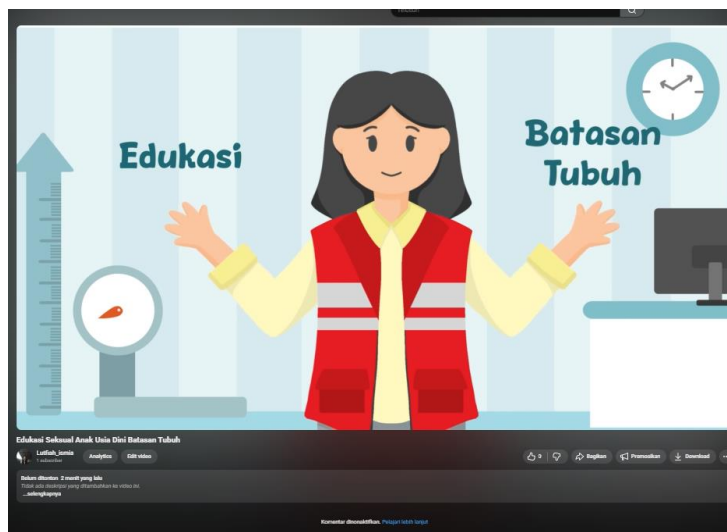 Edukasi
Batasan
Tubuh
Edukasi Seksual Anak Usia Dini Batasan Tubuh
Lutfiah_ismia
1 subscriber
Analytics
Edit video
0
Bagikan
Promosikan
Download
Belum ditonton 2 menit yang lalu
Tidak ada deskripsi yang ditambahkan ke video ini.
...selengkapnya
Komentar dinonaktifkan. Pelajari lebih lanjut